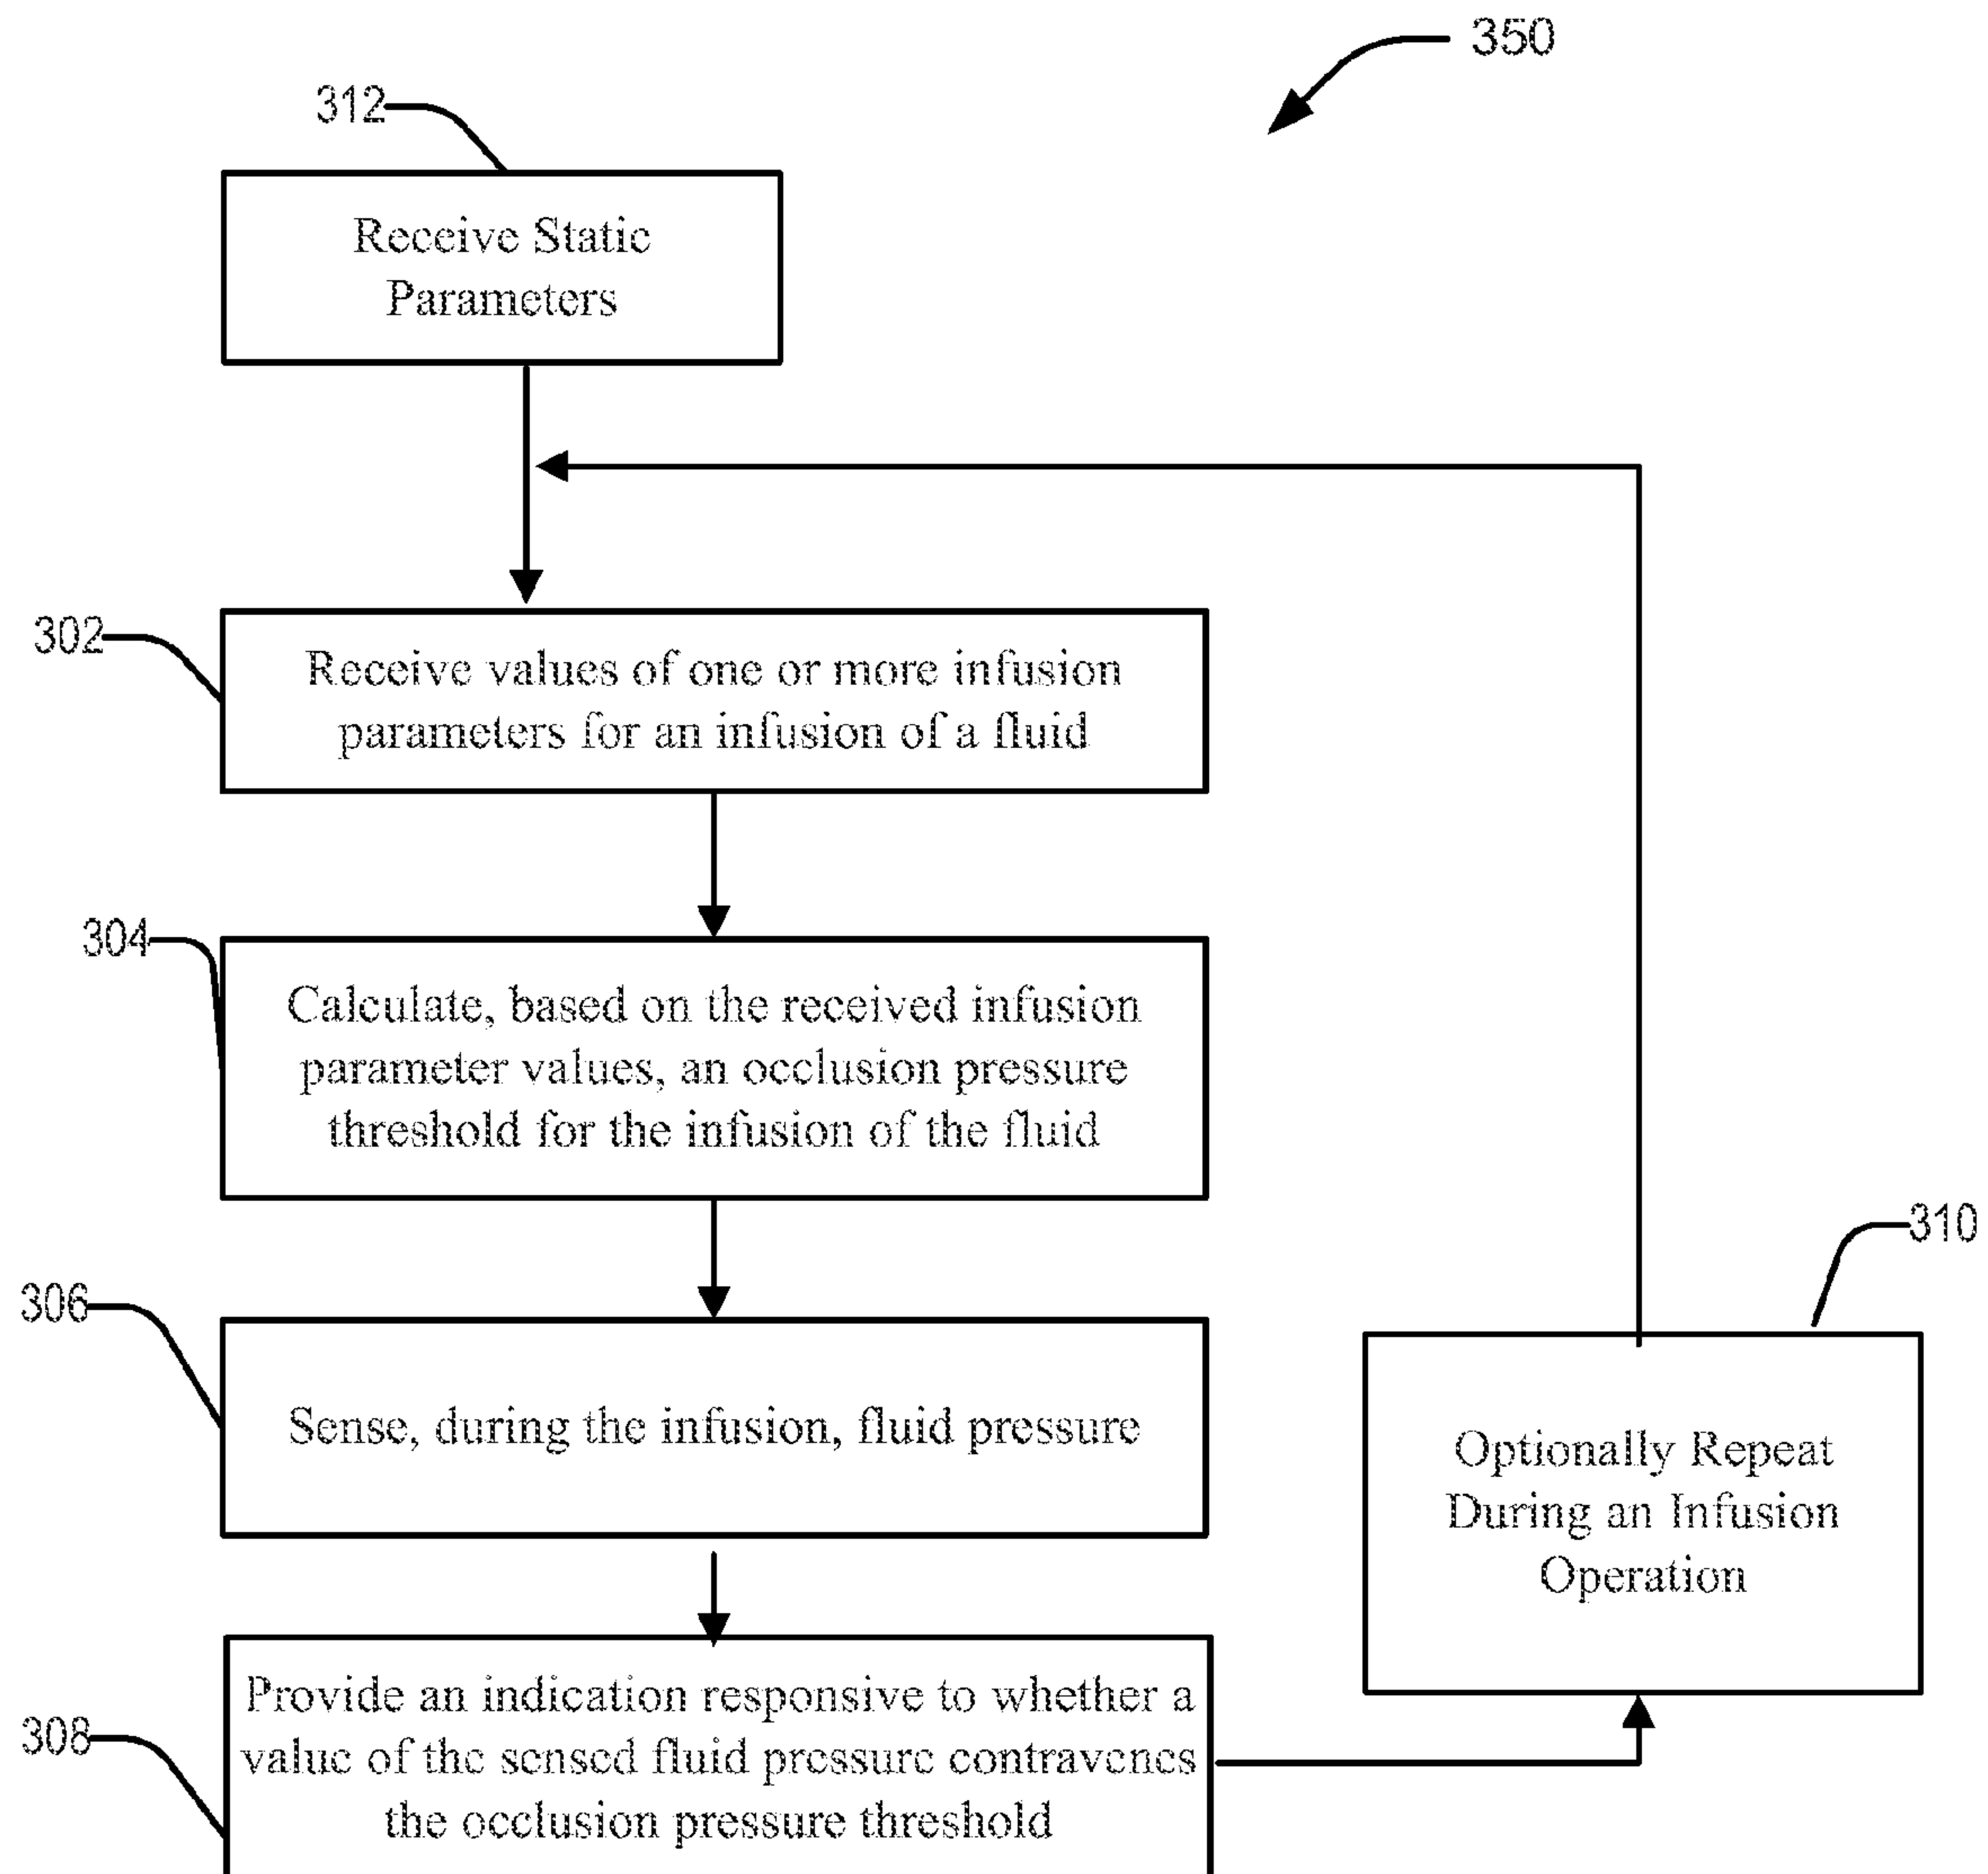 350
312
Receive Static
Parameters
302
Receive values of one or more infusion
parameters for an infusion of a fluid
304
Calculate, based on the received infusion
parameter values, an occlusion pressure
threshold for the infusion of the fluid
306
Sense, during the infusion, fluid pressure
310
Optionally Repeat
During an Infusion
Operation
308
Provide an indication responsive to whether a
value of the sensed fluid pressure contravenes
the occlusion pressure threshold